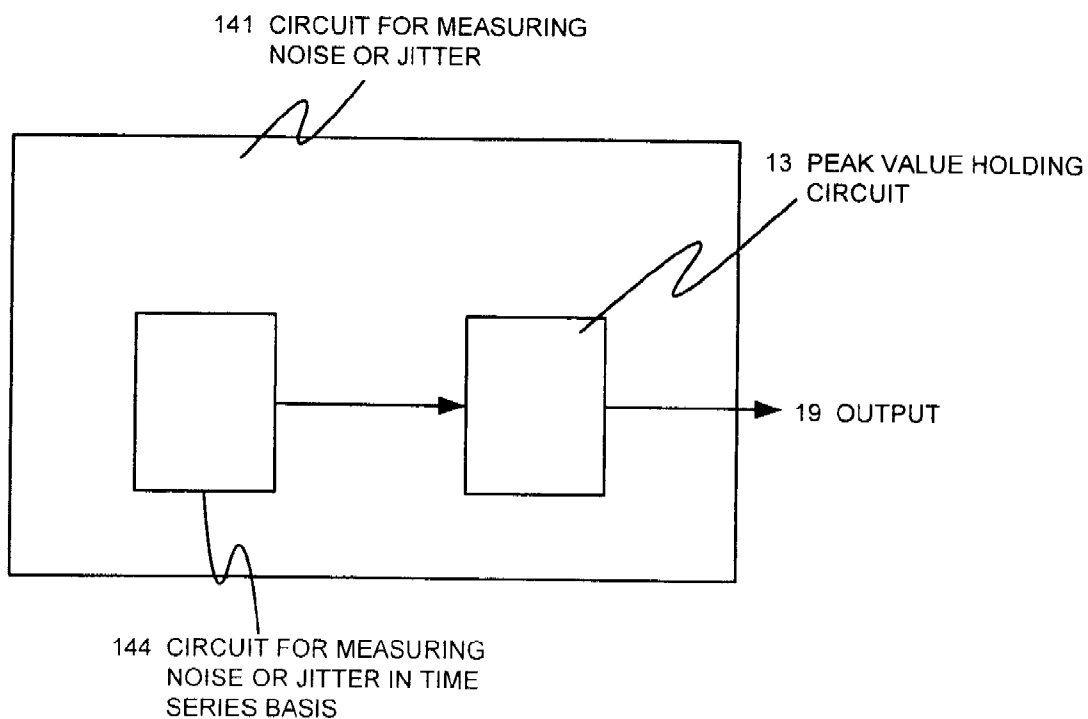 141 CIRCUIT FOR MEASURING
NOISE OR JITTER
13 PEAK VALUE HOLDING
CIRCUIT
19 OUTPUT
144 CIRCUIT FOR MEASURING
NOISE OR JITTER IN TIME
SERIES BASIS